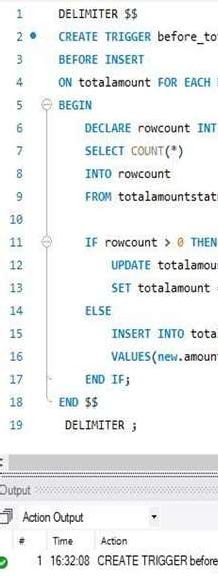 1 DELIMITER $$
2 CREATE TRIGGER before_to
3 BEFORE INSERT
4 ON totalamount FOR EACH
5 BEGIN
6 DECLARE rowcount INT
7 SELECT COUNT(*)
8 INTO rowcount
9 FROM totalamountstat
10
11 IF rowcount > 0 THEN
12 UPDATE totalamou
13 SET totalamount =
14 ELSE
15 INSERT INTO tota
16 VALUES(new.amoun
17 END IF;
18 END $$
19 DELIMITER ;
Output
Action Output
# Time Action
1 16:32:08 CREATE TRIGGER before